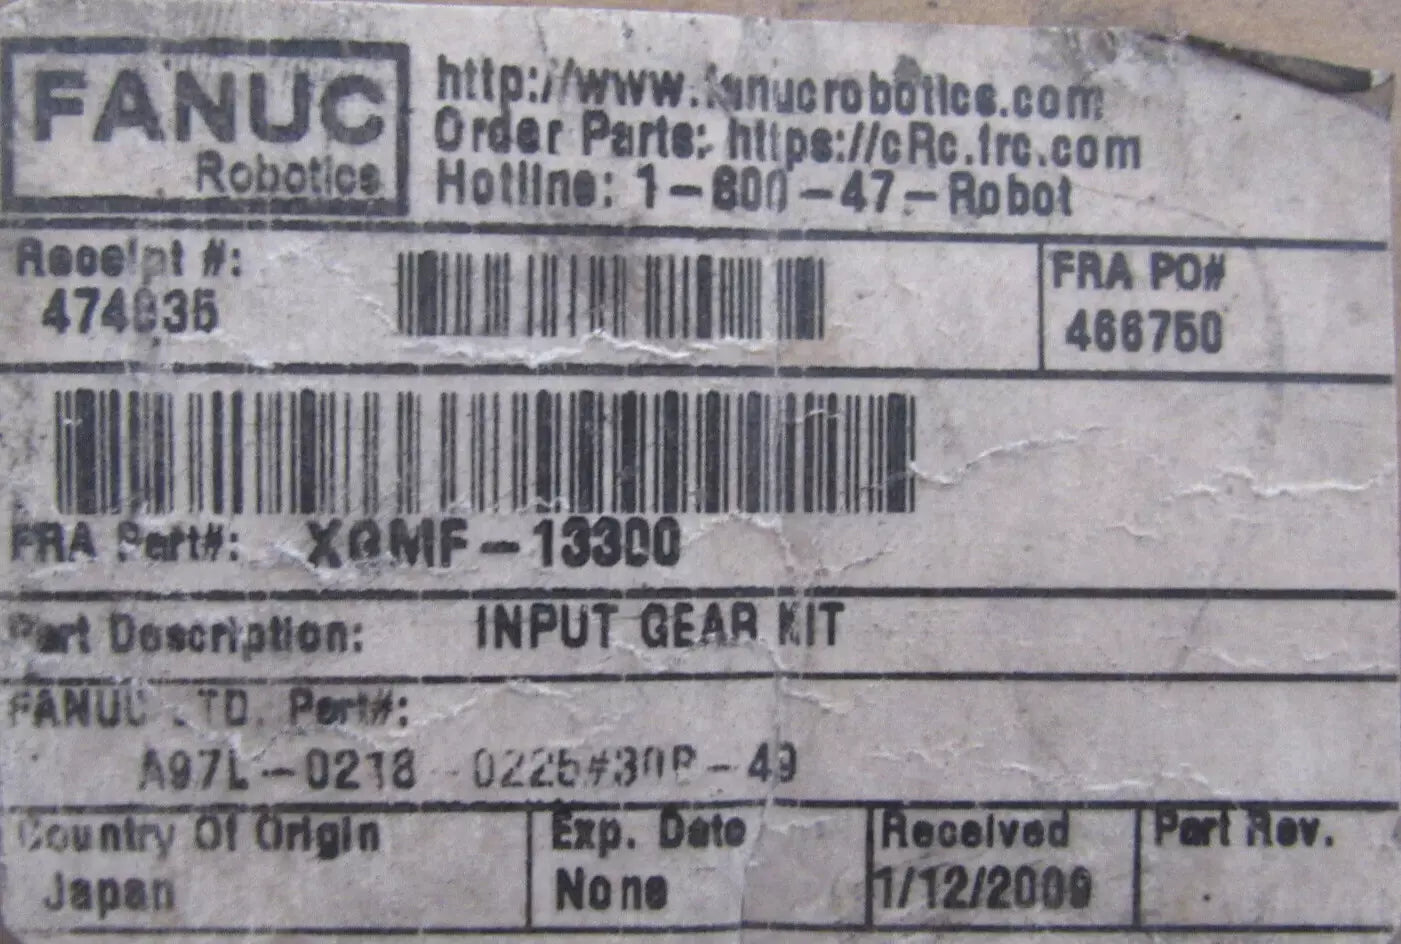 FANUC
Robotics
http://www.fanucrobotics.com
Order Parts: https://cRc.frc.com
Hotline: 1-800-47-Robot
Receipt #:
FRA PO#
466750
FRA Part#: XGMF-13300
Part Description: INPUT GEAR KIT
FANUC LTD. Part#:
A97L-0218-0225#30B-49
Country Of Origin
Japan
Exp. Date
None
Received
1/12/2009
Part Rev.